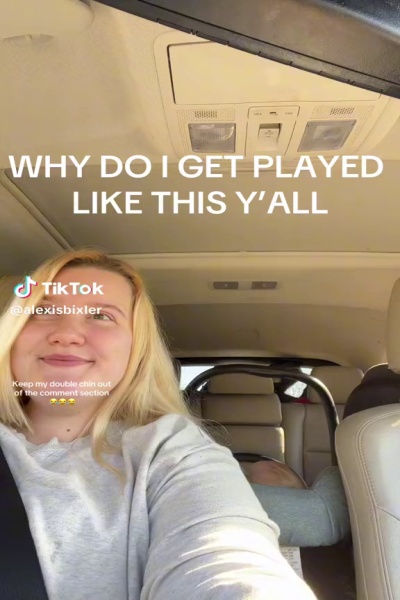 WHY DO I GET PLAYED
LIKE THIS Y’ALL
TikTok
@alexisbixler
Keep my double chin out
of the comment section
😂😂😂